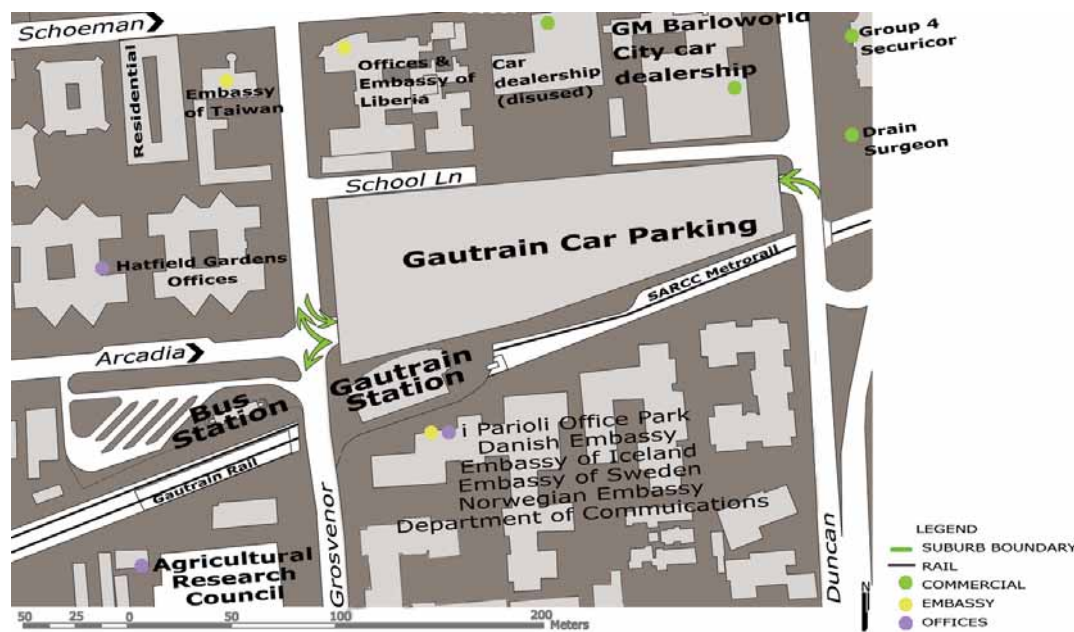 Schoeman
Residential
Embassy
of Taiwan
Offices &
Embassy of
Liberia
Car
dealership
(disused)
GM Barloworld
City car
dealership
Group 4
Securicor
Drain
Surgeon
School Ln
Gautrain Car Parking
SARCC Metrorail
Hatfield Gardens
Offices
Arcadia
Gautrain
Station
Bus
Station
Gautrain Rail
i Parioli Office Park
Danish Embassy
Embassy of Iceland
Embassy of Sweden
Norwegian Embassy
Department of Commuications
Agricultural
Research
Council
Grosvenor
Duncan
LEGEND
SUBURB BOUNDARY
RAIL
COMMERCIAL
EMBASSY
OFFICES
N
50 25 0 50 100 200
Meters